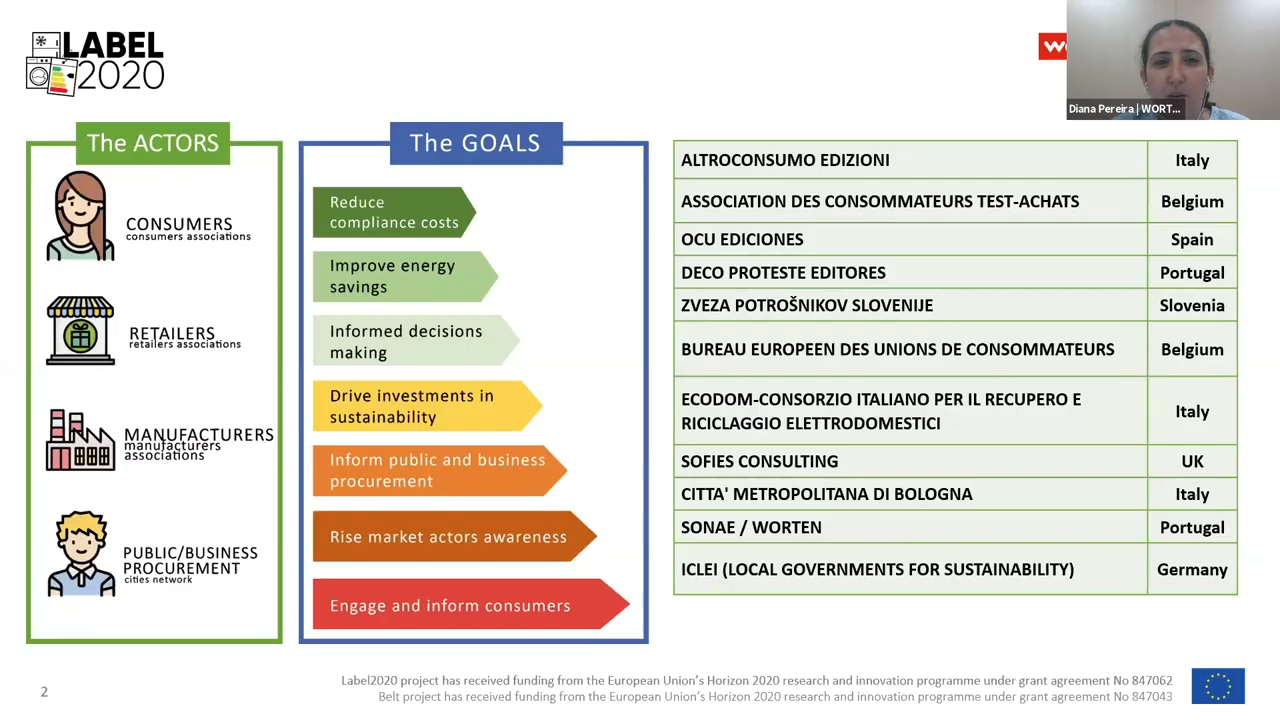 LABEL
2020
W
Diana Pereira | WORT...
The ACTORS
CONSUMERS
consumers associations
RETAILERS
retailers associations
MANUFACTURERS
manufacturers
associations
PUBLIC/BUSINESS
PROCUREMENT
cities network
The GOALS
Reduce
compliance costs
Improve energy
savings
Informed decisions
making
Drive investments in
sustainability
Inform public and business
procurement
Rise market actors awareness
Engage and inform consumers
ALTROCONSUMO EDIZIONI Italy
ASSOCIATION DES CONSOMMATEURS TEST-ACHATS Belgium
OCU EDICIONES Spain
DECO PROTESTE EDITORES Portugal
ZVEZA POTROŠNIKOV SLOVENIJE Slovenia
BUREAU EUROPEEN DES UNIONS DE CONSOMMATEURS Belgium
ECODOM-CONSORZIO ITALIANO PER IL RECUPERO E
RICICLAGGIO ELETTRODOMESTICI Italy
SOFIES CONSULTING UK
CITTA' METROPOLITANA DI BOLOGNA Italy
SONAE / WORTEN Portugal
ICLEI (LOCAL GOVERNMENTS FOR SUSTAINABILITY) Germany
2
Label2020 project has received funding from the European Union's Horizon 2020 research and innovation programme under grant agreement No 847062
Belt project has received funding from the European Union's Horizon 2020 research and innovation programme under grant agreement No 847043